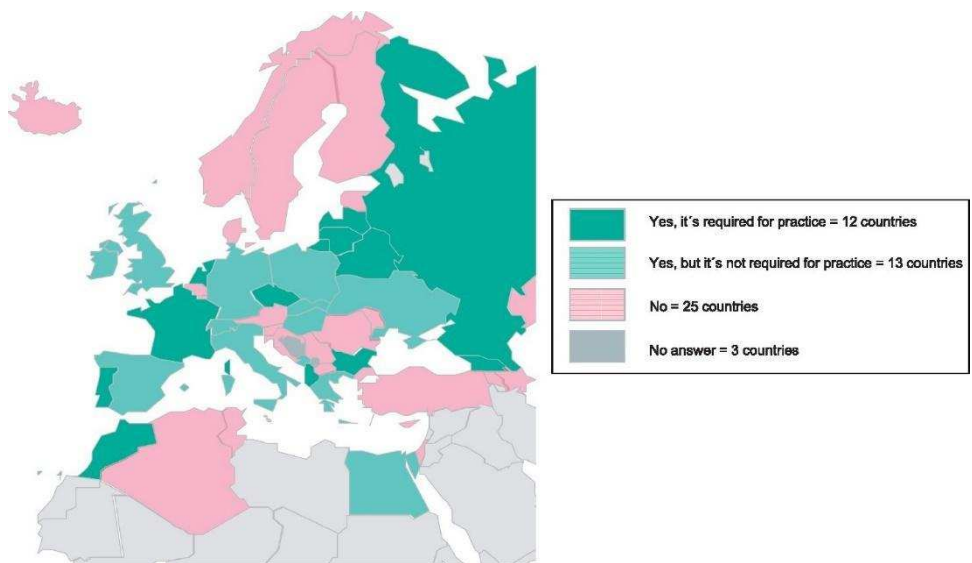 Yes, it´s required for practice = 12 countries
Yes, but it´s not required for practice = 13 countries
No = 25 countries
No answer = 3 countries